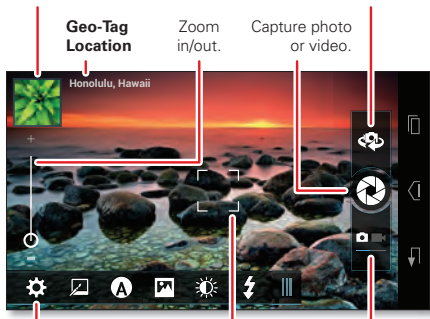 Geo-Tag
Location
Zoom
in/out.
Capture photo
or video.
Honolulu, Hawaii
A